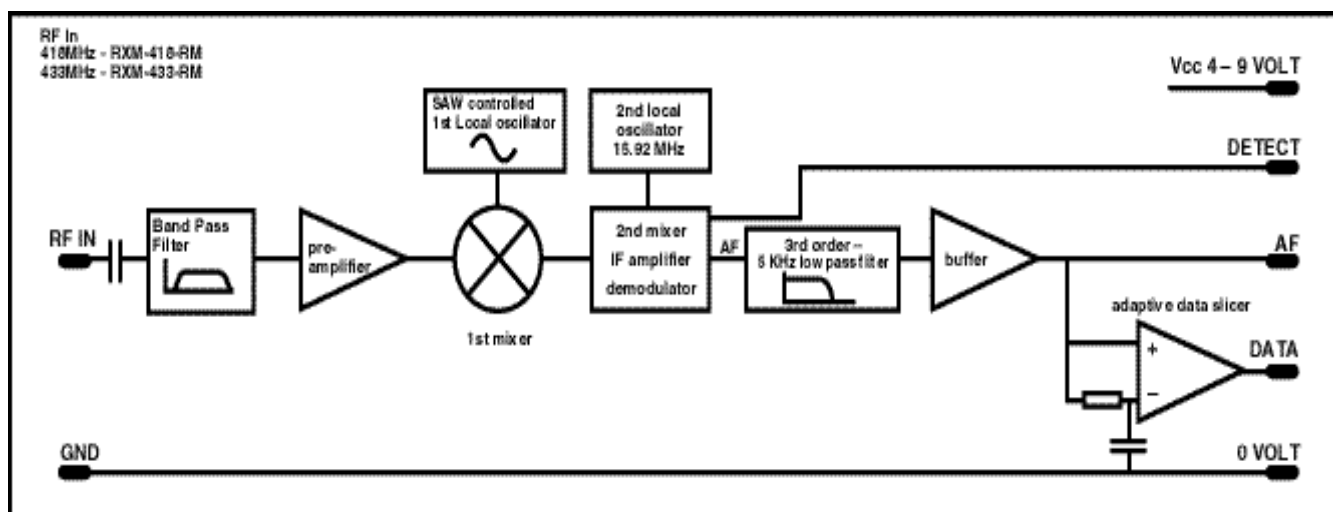 RF In
418MHz - RXM-418-RM
433MHz - RXM-433-RM
Vcc 4 – 9 VOLT
SAW controlled
1st Local oscillator
2nd local
oscillator
15.92 MHz
DETECT
RF IN
Band Pass
Filter
pre-
amplifier
1st mixer
2nd mixer
IF amplifier
demodulator
AF
3rd order –
5 KHz low pass filter
buffer
AF
adaptive data slicer
+
–
DATA
GND
0 VOLT